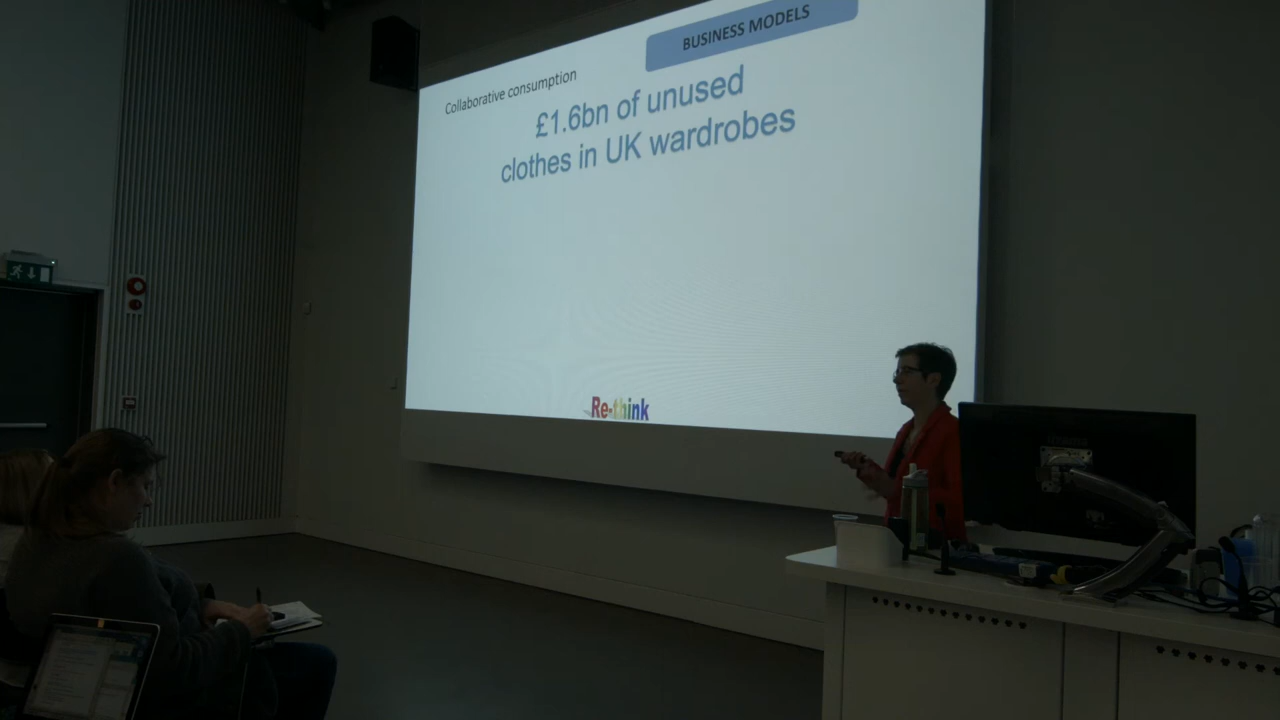 BUSINESS MODELS
Collaborative consumption
£1.6bn of unused
clothes in UK wardrobes
Re-think